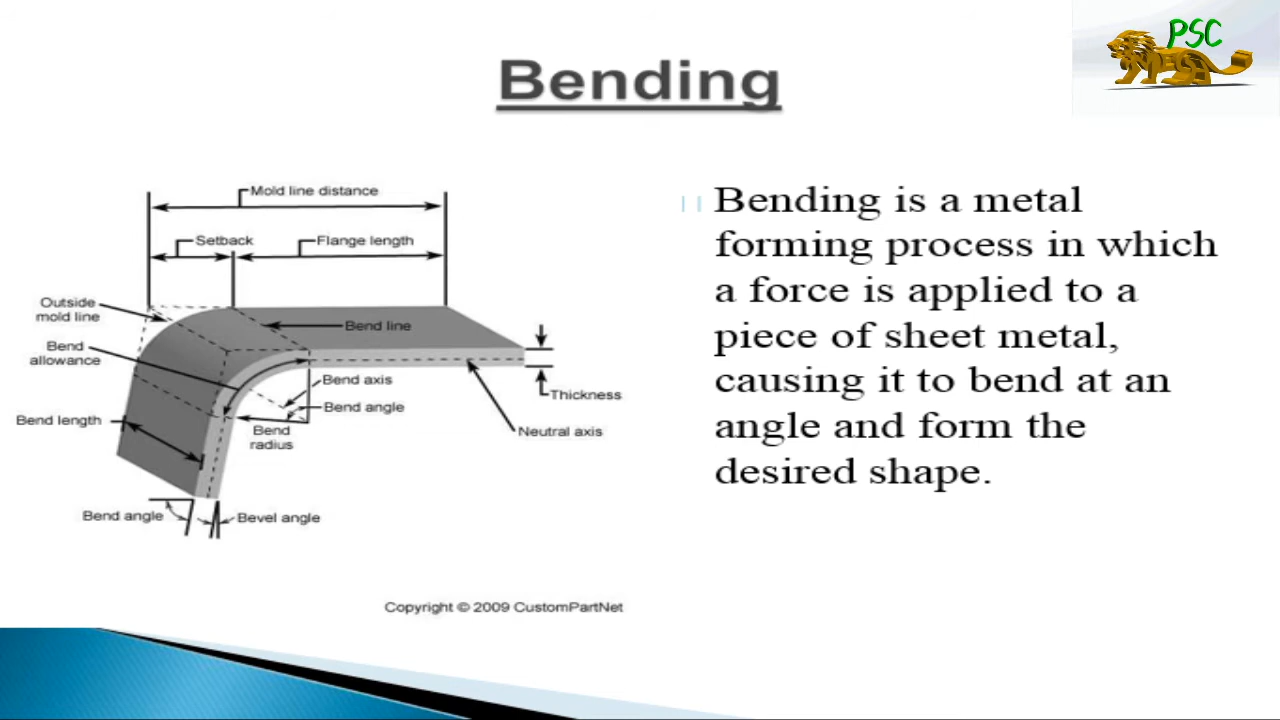 PSC
Bending
Mold line distance
Setback
Flange length
Outside
mold line
Bend line
Bend
allowance
Bend axis
Bend angle
Thickness
Bend length
Bend
radius
Neutral axis
Bend angle
Bevel angle
Copyright © 2009 CustomPartNet
Bending is a metal
forming process in which
a force is applied to a
piece of sheet metal,
causing it to bend at an
angle and form the
desired shape.